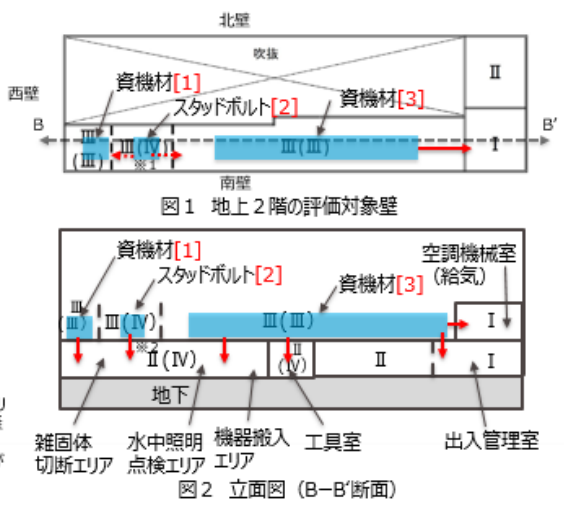 北壁
吹抜
Ⅱ
西壁
資機材[1]
スタッドボルト[2]
資機材[3]
B
B’
Ⅲ
(Ⅲ)
Ⅲ(Ⅳ)
※1
Ⅲ(Ⅲ)
Ⅰ
南壁
図1 地上2階の評価対象壁
資機材[1]
スタッドボルト[2]
資機材[3]
空調機械室
(給気)
Ⅲ
(Ⅲ)
Ⅲ(Ⅳ)
Ⅲ(Ⅲ)
Ⅰ
※2
Ⅱ(Ⅳ)
Ⅱ
(Ⅳ)
Ⅱ
Ⅰ
地下
雑固体
切断エリア
水中照明
点検エリア
機器搬入
エリア
工具室
出入管理室
図2 立面図(B−B’断面)